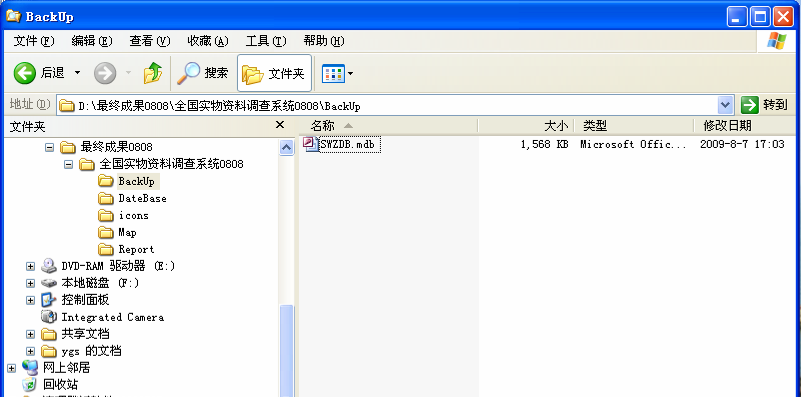 BackUp
文件(F) 编辑(E) 查看(V) 收藏(A) 工具(T) 帮助(H)
后退 搜索 文件夹
地址(D) D:\最终成果0808\全国实物资料调查系统0808\BackUp 转到
文件夹
名称 大小 类型 修改日期
SWZDB.mdb 1,568 KB Microsoft Offic... 2009-8-7 17:03
最终成果0808
全国实物资料调查系统0808
BackUp
DateBase
icons
Map
Report
DVD-RAM 驱动器 (E:)
本地磁盘 (F:)
控制面板
Integrated Camera
共享文档
ygs 的文档
网上邻居
回收站